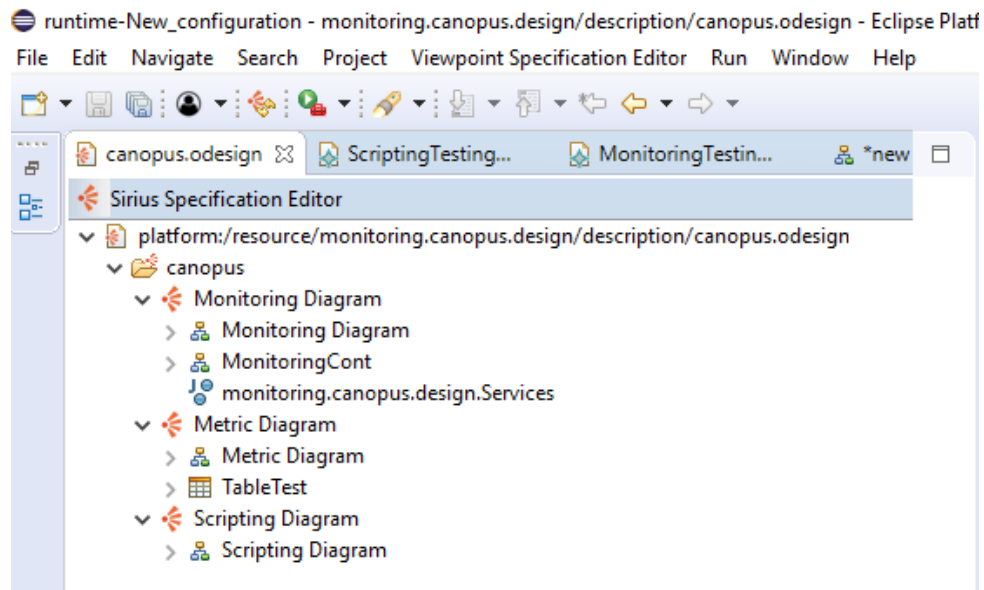 runtime-New_configuration - monitoring.canopus.design/description/canopus.odesign - Eclipse Platf
File Edit Navigate Search Project Viewpoint Specification Editor Run Window Help
canopus.odesign ScriptingTesting... MonitoringTestin... *new
Sirius Specification Editor
platform:/resource/monitoring.canopus.design/description/canopus.odesign
canopus
Monitoring Diagram
Monitoring Diagram
MonitoringCont
monitoring.canopus.design.Services
Metric Diagram
Metric Diagram
TableTest
Scripting Diagram
Scripting Diagram